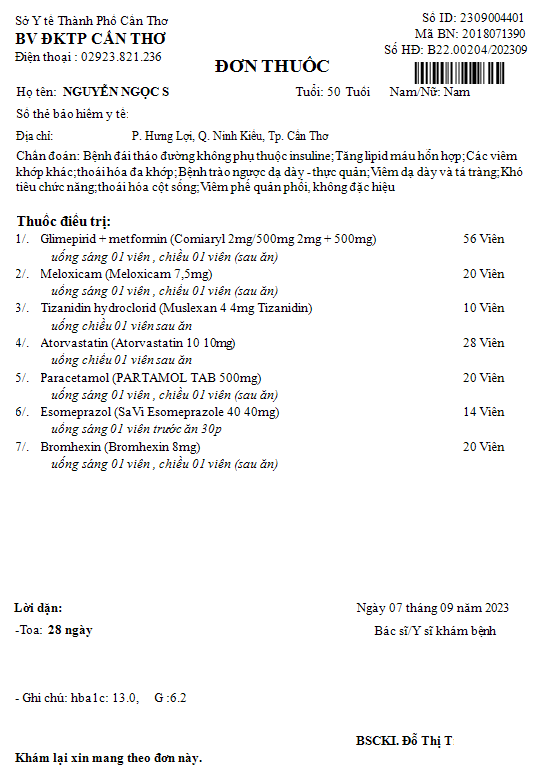 Sở Y tế Thành Phố Cần Thơ
BV ĐKTP CẦN THƠ
Điện thoại : 02923.821.236
Số ID: 2309004401
Mã BN: 2018071390
Số HĐ: B22.00204/202309
ĐƠN THUỐC
Họ tên: NGUYỄN NGỌC S Tuổi: 50 Tuổi Nam/Nữ: Nam
Số thẻ bảo hiểm y tế:
Địa chỉ: P. Hưng Lợi, Q. Ninh Kiều, Tp. Cần Thơ
Chẩn đoán: Bệnh đái tháo đường không phụ thuộc insuline;Tăng lipid máu hỗn hợp;Các viêm
khớp khác;thoái hóa đa khớp;Bệnh trào ngược dạ dày - thực quản;Viêm dạ dày và tá tràng;Khó
tiêu chức năng;thoái hóa cột sống;Viêm phế quản phổi, không đặc hiệu
Thuốc điều trị:
1/. Glimepirid + metformin (Comiaryl 2mg/500mg 2mg + 500mg) 56 Viên
uống sáng 01 viên , chiều 01 viên (sau ăn)
2/. Meloxicam (Meloxicam 7,5mg) 20 Viên
uống sáng 01 viên , chiều 01 viên (sau ăn)
3/. Tizanidin hydroclorid (Muslexan 4 4mg Tizanidin) 10 Viên
uống chiều 01 viên sau ăn
4/. Atorvastatin (Atorvastatin 10 10mg) 28 Viên
uống chiều 01 viên sau ăn
5/. Paracetamol (PARTAMOL TAB 500mg) 20 Viên
uống sáng 01 viên , chiều 01 viên (sau ăn)
6/. Esomeprazol (SaVi Esomeprazole 40 40mg) 14 Viên
uống sáng 01 viên trước ăn 30p
7/. Bromhexin (Bromhexin 8mg) 20 Viên
uống sáng 01 viên , chiều 01 viên (sau ăn)
Lời dặn:
Ngày 07 tháng 09 năm 2023
-Toa: 28 ngày
Bác sĩ/Y sĩ khám bệnh
- Ghi chú: hba1c: 13.0, G :6.2
BSCKI. Đỗ Thị T
Khám lại xin mang theo đơn này.